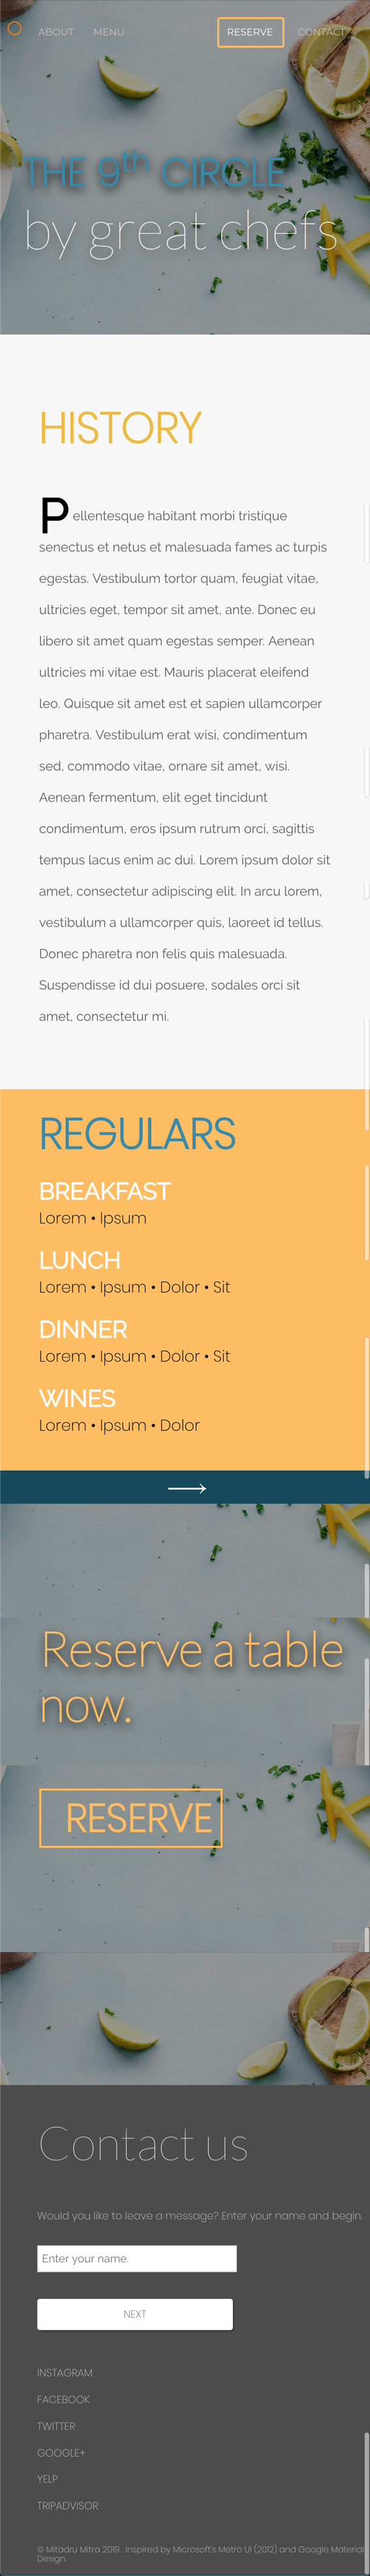 ABOUT MENU RESERVE CONTACT
THE 9th CIRCLE
by great chefs
HISTORY
Pellentesque habitant morbi tristique
senectus et netus et malesuada fames ac turpis
egestas. Vestibulum tortor quam, feugiat vitae,
ultricies eget, tempor sit amet, ante. Donec eu
libero sit amet quam egestas semper. Aenean
ultricies mi vitae est. Mauris placerat eleifend
leo. Quisque sit amet est et sapien ullamcorper
pharetra. Vestibulum erat wisi, condimentum
sed, commodo vitae, ornare sit amet, wisi.
Aenean fermentum, elit eget tincidunt
condimentum, eros ipsum rutrum orci, sagittis
tempus lacus enim ac dui. Lorem ipsum dolor sit
amet, consectetur adipiscing elit. In arcu lorem,
vestibulum a ullamcorper quis, laoreet id tellus.
Donec pharetra non felis quis malesuada.
Suspendisse id dui posuere, sodales orci sit
amet, consectetur mi.
REGULARS
BREAKFAST
Lorem • Ipsum
LUNCH
Lorem • Ipsum • Dolor • Sit
DINNER
Lorem • Ipsum • Dolor • Sit
WINES
Lorem • Ipsum • Dolor
Reserve a table
now.
RESERVE
Contact us
Would you like to leave a message? Enter your name and begin.
Enter your name.
NEXT
INSTAGRAM
FACEBOOK
TWITTER
GOOGLE+
YELP
TRIPADVISOR
© Mitadru Mitra 2019. Inspired by Microsoft's Metro UI (2012) and Google Material
Design.